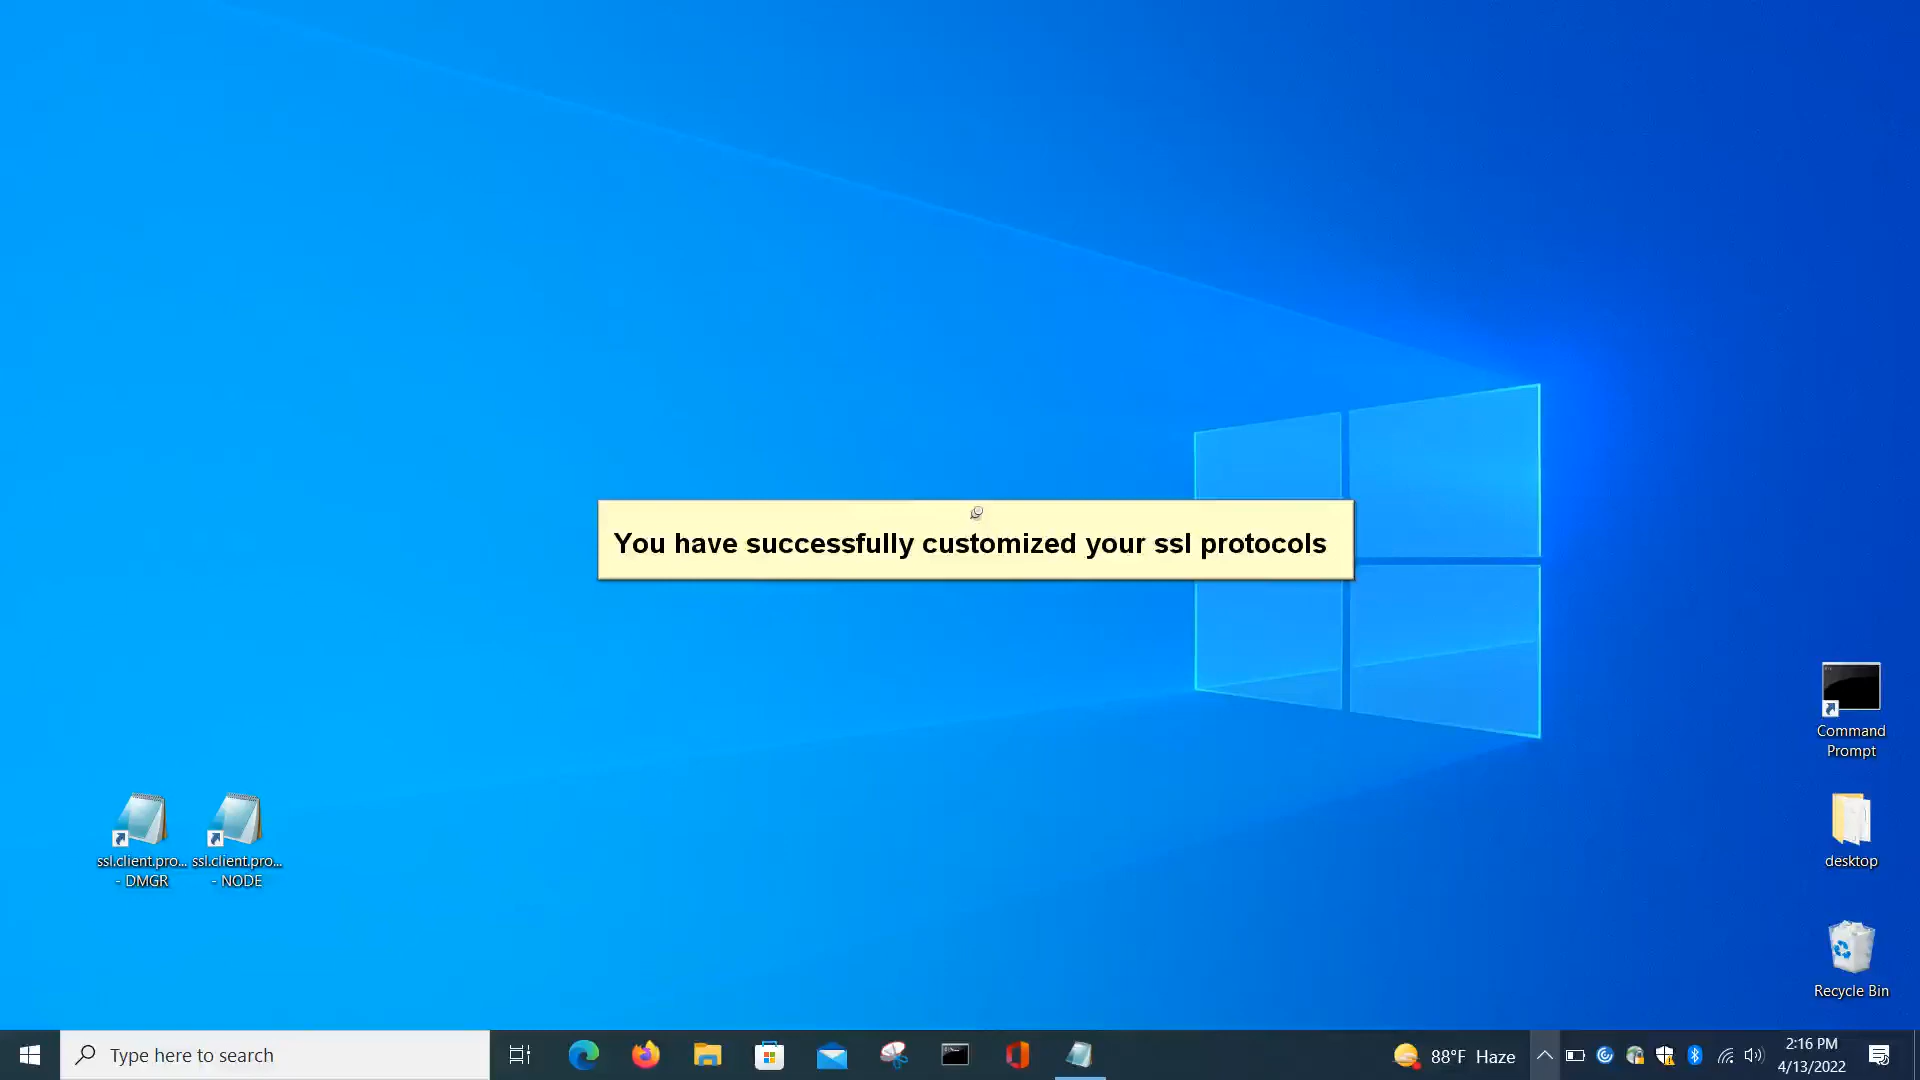 You have successfully customized your ssl protocols
Command
Prompt
ssl.client.pro...
- DMGR
ssl.client.pro...
- NODE
desktop
Recycle Bin
Type here to search
88°F Haze
2:16 PM
4/13/2022